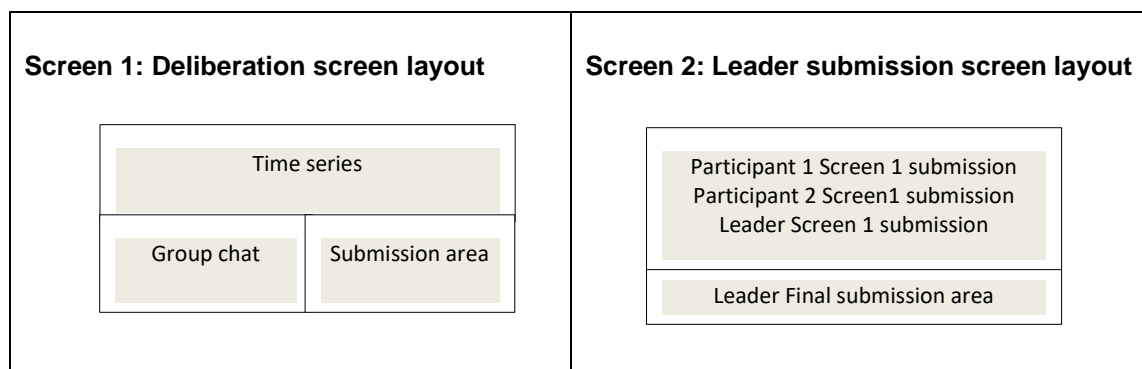 Screen 1: Deliberation screen layout
Time series
Group chat
Submission area
Screen 2: Leader submission screen layout
Participant 1 Screen 1 submission
Participant 2 Screen1 submission
Leader Screen 1 submission
Leader Final submission area